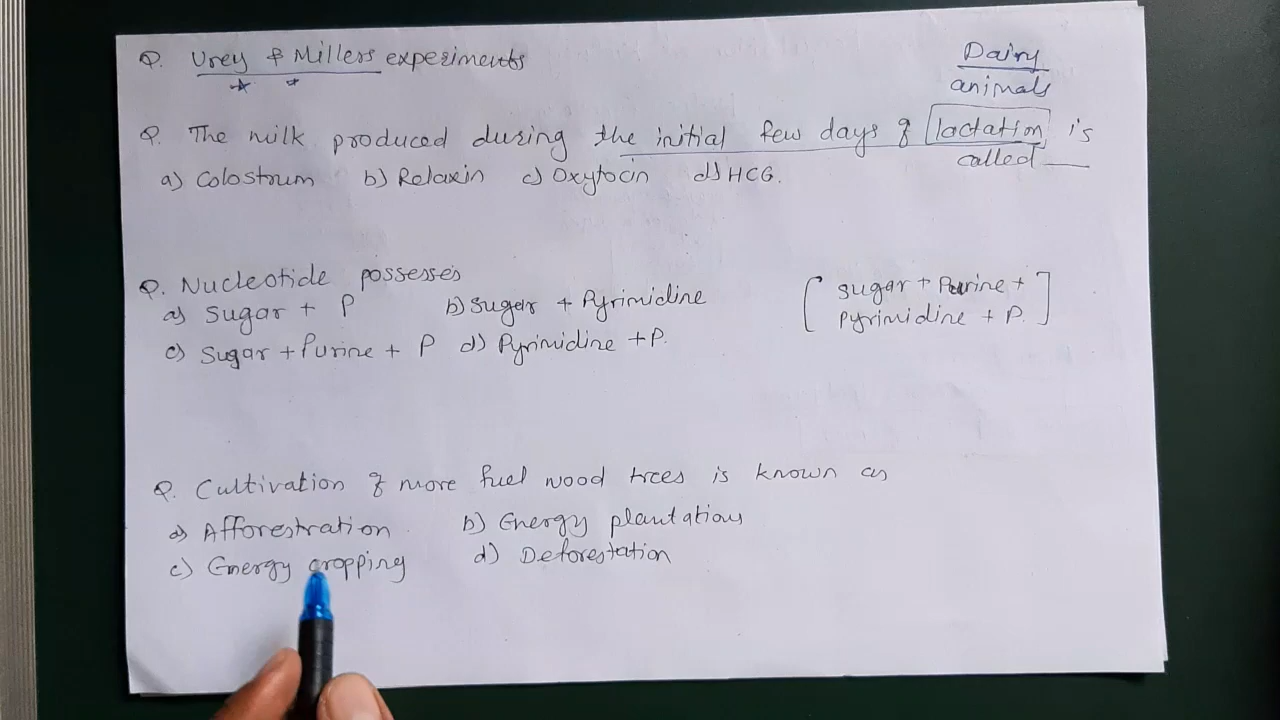 Q. Urey & Millers experiments
Dairy
animals
Q. The milk produced during the initial few days of lactation is
called ___
a) Colostrum b) Relaxin c) Oxytocin d) HCG.
Q. Nucleotide possesses
a) Sugar + P b) Sugar + Pyrimidine
c) Sugar + Purine + P d) Pyrimidine + P.
[ Sugar + Purine +
Pyrimidine + P. ]
Q. Cultivation of more fuel wood trees is known as
a) Afforestration b) Energy plantations
c) Energy cropping d) Deforestation